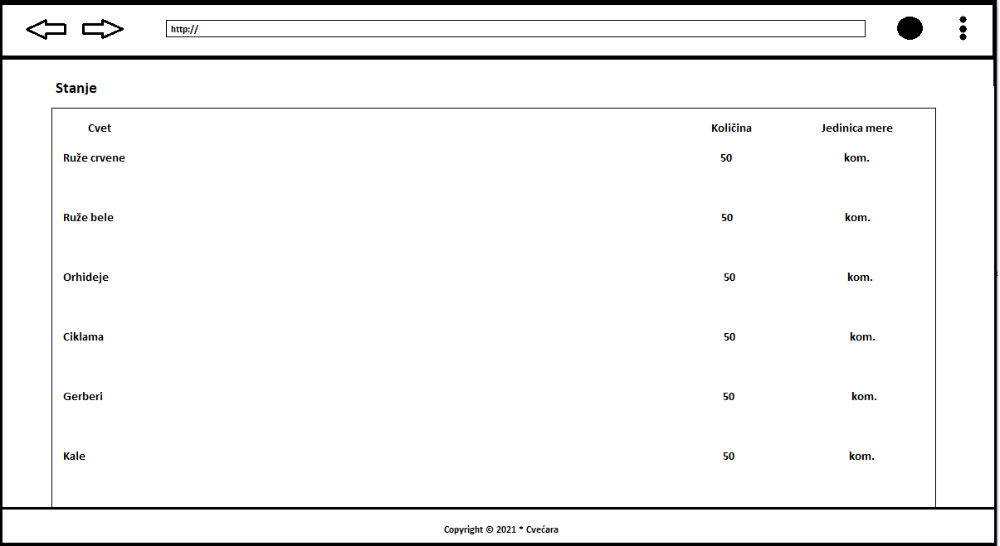 http://
Stanje
Cvet Količina Jedinica mere
Ruže crvene 50 kom.
Ruže bele 50 kom.
Orhideje 50 kom.
Ciklama 50 kom.
Gerberi 50 kom.
Kale 50 kom.
Copyright © 2021 * Cvećara